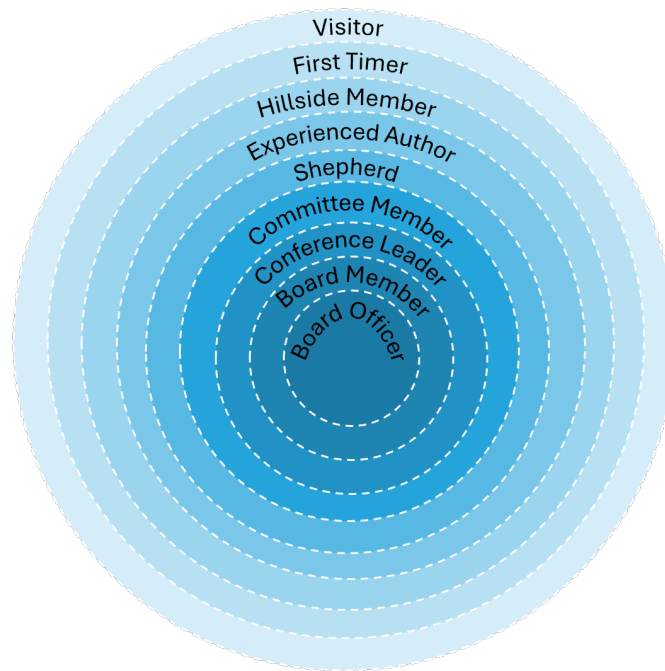 Visitor
First Timer
Hillside Member
Experienced Author
Shepherd
Committee Member
Conference Leader
Board Member
Board Officer